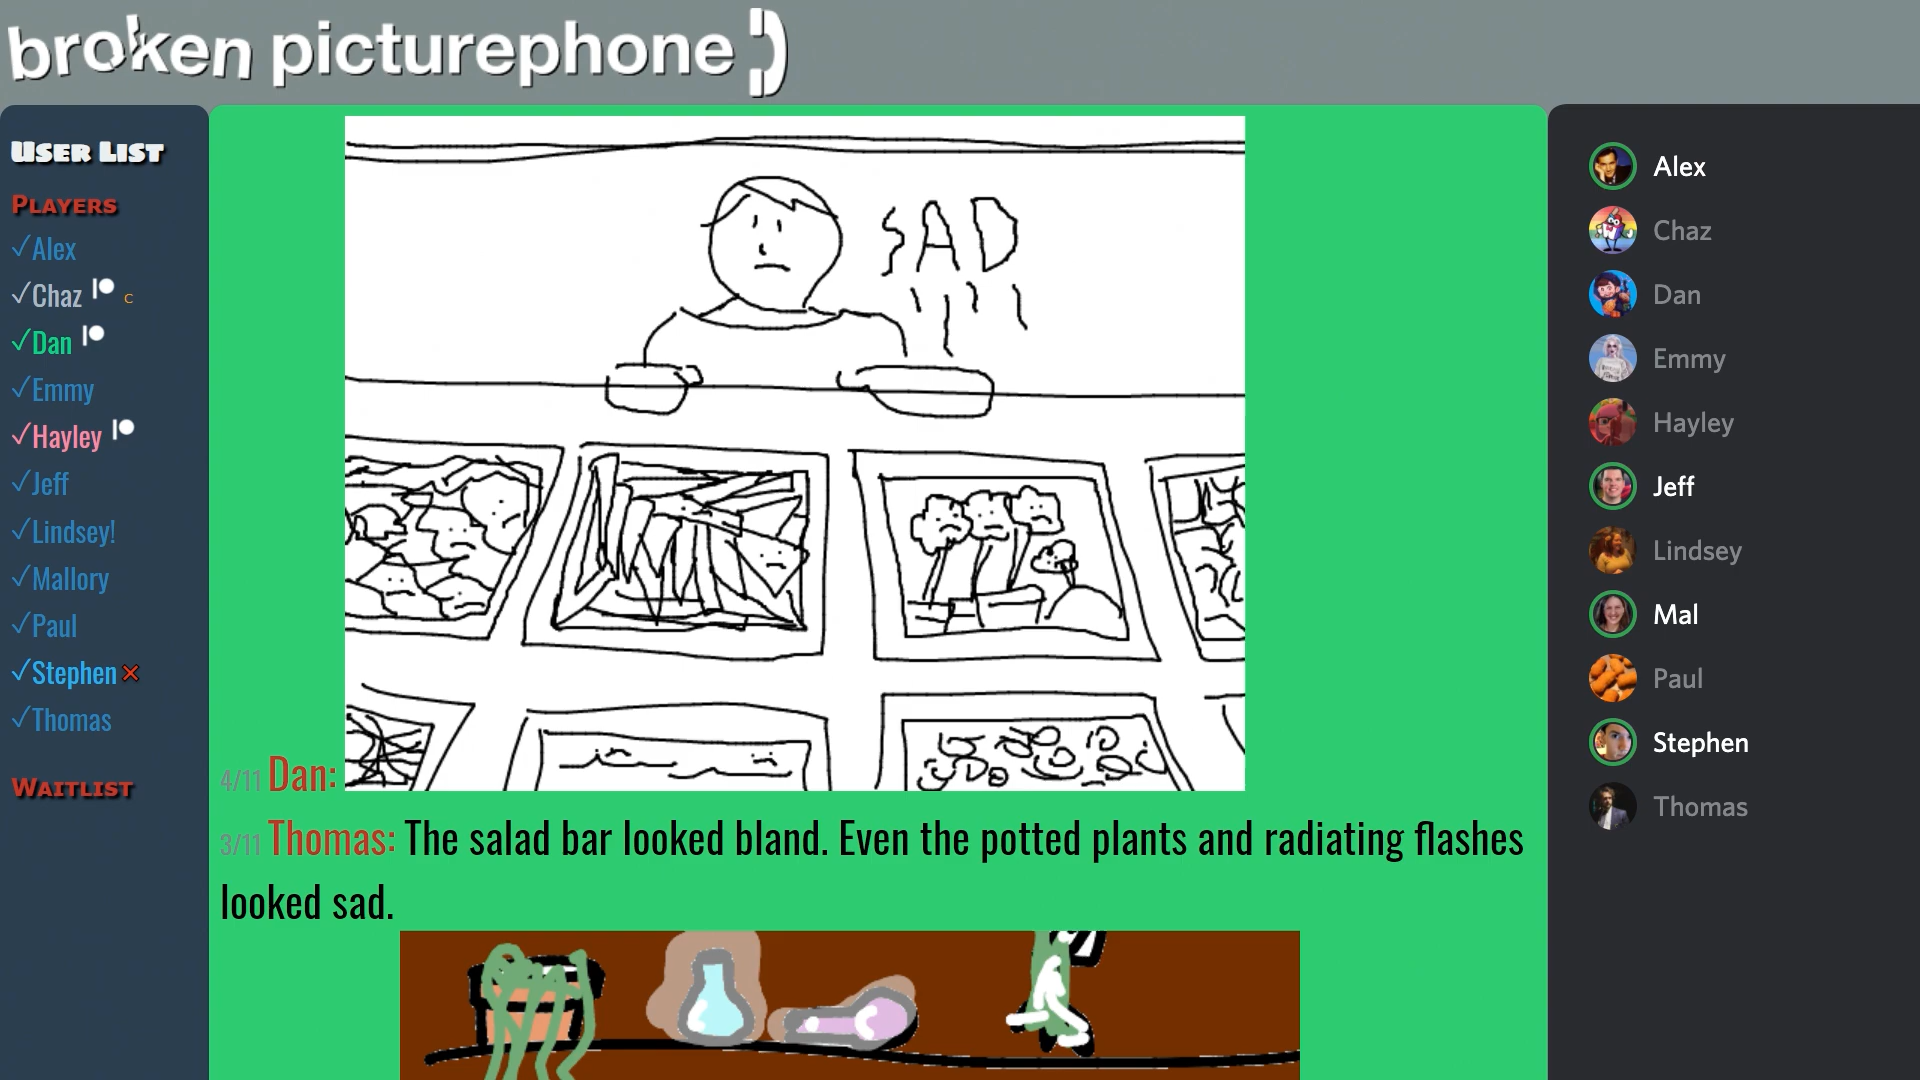 broken picturephone
User List
Players
✓Alex
✓Chaz c
✓Dan
✓Emmy
✓Hayley
✓Jeff
✓Lindsey!
✓Mallory
✓Paul
✓Stephen
✓Thomas
Waitlist
SAD
4/11 Dan:
3/11 Thomas: The salad bar looked bland. Even the potted plants and radiating flashes
looked sad.
Alex
Chaz
Dan
Emmy
Hayley
Jeff
Lindsey
Mal
Paul
Stephen
Thomas